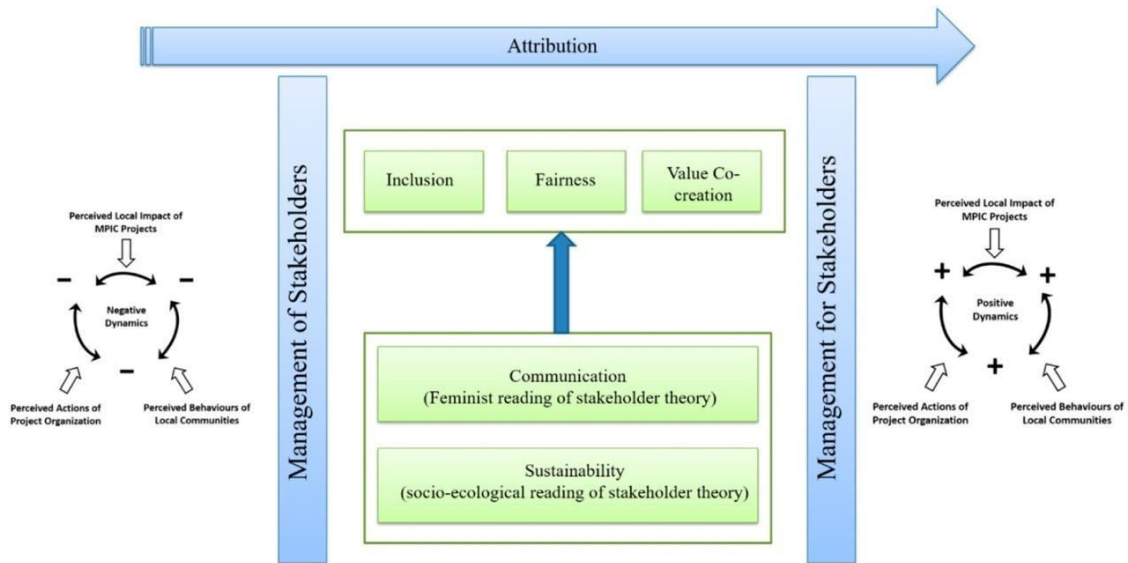 Attribution
Management of Stakeholders
Inclusion
Fairness
Value Co-
creation
Communication
(Feminist reading of stakeholder theory)
Sustainability
(socio-ecological reading of stakeholder theory)
Management for Stakeholders
Perceived Local Impact of
MPIC Projects
–
–
Negative
Dynamics
–
Perceived Actions of
Project Organization
Perceived Behaviours of
Local Communities
Perceived Local Impact of
MPIC Projects
+
+
Positive
Dynamics
+
Perceived Actions of
Project Organization
Perceived Behaviours of
Local Communities